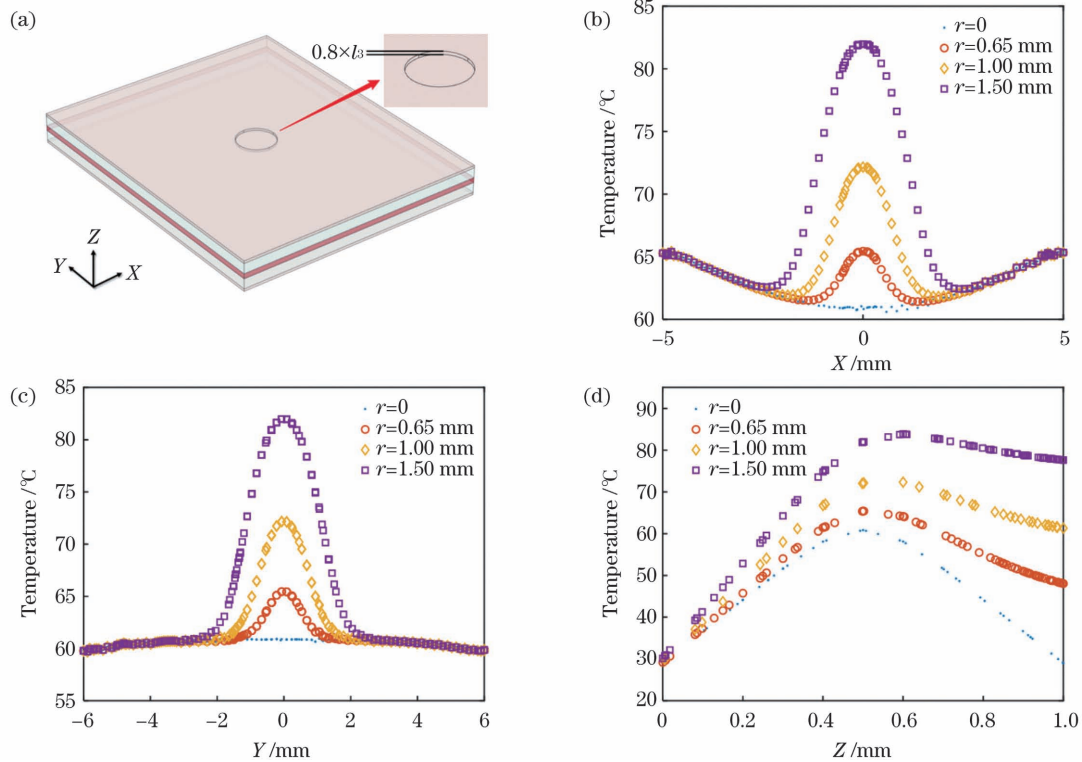 (a)
0.8×l₃
Z
Y
X
(b)
85
80
75
70
65
60
Temperature /℃
r=0
r=0.65 mm
r=1.00 mm
r=1.50 mm
−5
0
5
X /mm
(c)
85
80
75
70
65
60
55
Temperature /℃
r=0
r=0.65 mm
r=1.00 mm
r=1.50 mm
−6
−4
−2
0
2
4
6
Y /mm
(d)
90
80
70
60
50
40
30
20
Temperature /℃
r=0
r=0.65 mm
r=1.00 mm
r=1.50 mm
0
0.2
0.4
0.6
0.8
1.0
Z /mm